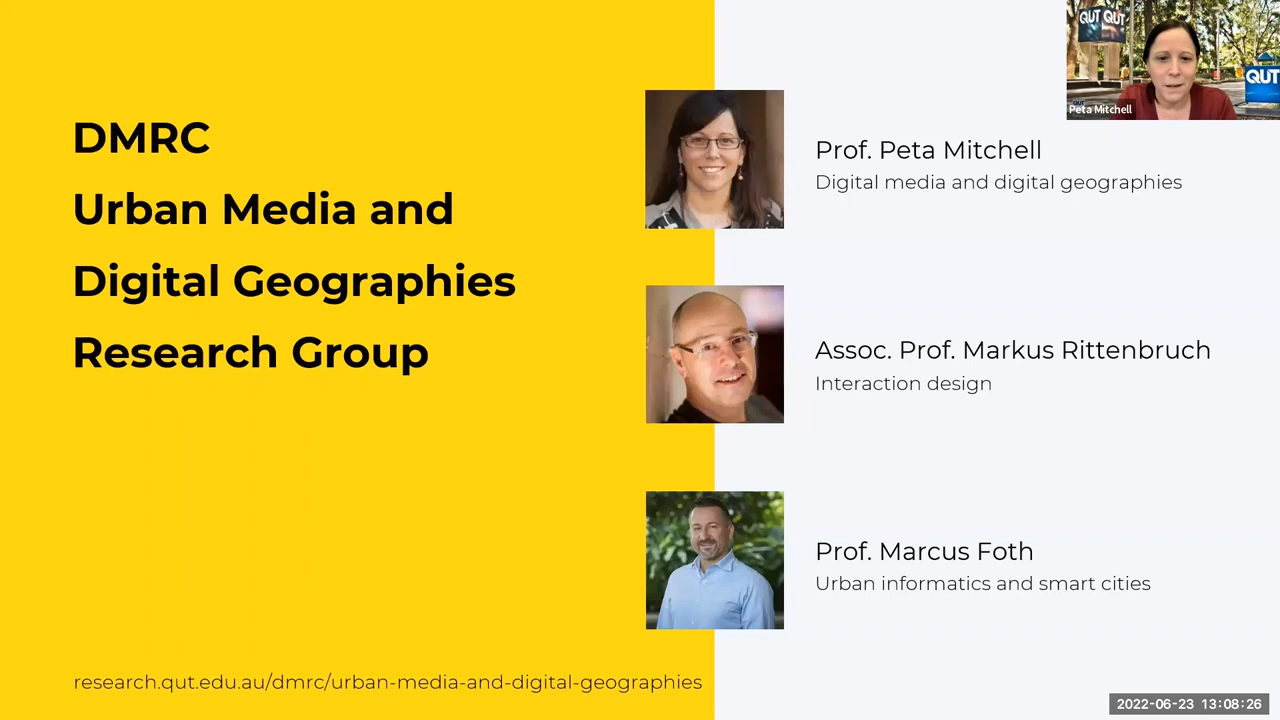 DMRC
Urban Media and
Digital Geographies
Research Group
research.qut.edu.au/dmrc/urban-media-and-digital-geographies
Prof. Peta Mitchell
Digital media and digital geographies
Assoc. Prof. Markus Rittenbruch
Interaction design
Prof. Marcus Foth
Urban informatics and smart cities
QUT QUT
QUT
Peta Mitchell
2022-06-23 13:08:26